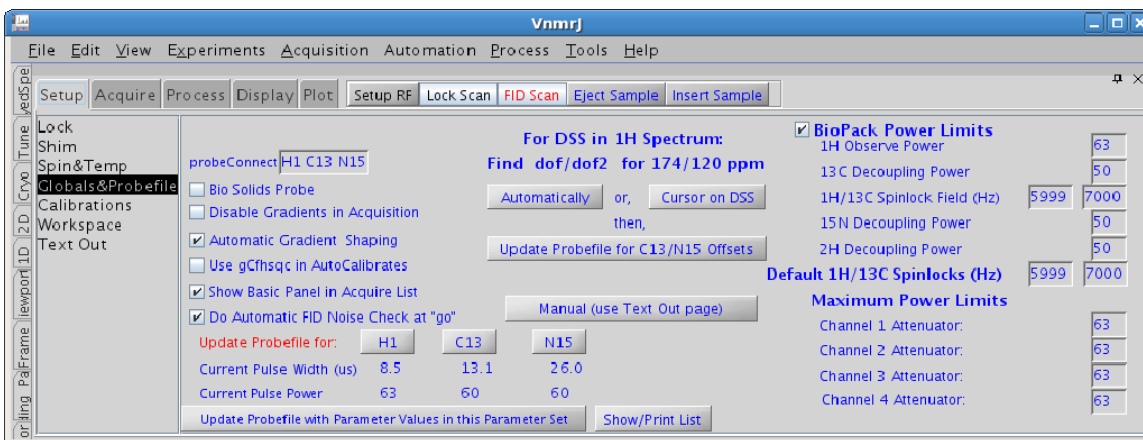 VnmrJ
File Edit View Experiments Acquisition Automation Process Tools Help
Setup Acquire Process Display Plot Setup RF Lock Scan FID Scan Eject Sample Insert Sample
yedSpe
Tune
Cryo
2D
1D
iewport
Frame
Pa
ding
or
Lock
Shim
Spin&Temp
Globals&Probefile
Calibrations
Workspace
Text Out
probeConnect H1 C13 N15
Bio Solids Probe
Disable Gradients in Acquisition
Automatic Gradient Shaping
Use gCfhsqc in AutoCalibrates
Show Basic Panel in Acquire List
Do Automatic FID Noise Check at "go"
Update Probefile for: H1 C13 N15
Current Pulse Width (us) 8.5 13.1 26.0
Current Pulse Power 63 60 60
Update Probefile with Parameter Values in this Parameter Set Show/Print List
For DSS in 1H Spectrum:
Find dof/dof2 for 174/120 ppm
Automatically or, Cursor on DSS
then,
Update Probefile for C13/N15 Offsets
Manual (use Text Out page)
BioPack Power Limits
1H Observe Power 63
13C Decoupling Power 50
1H/13C Spinlock Field (Hz) 5999 7000
15N Decoupling Power 50
2H Decoupling Power 50
Default 1H/13C Spinlocks (Hz) 5999 7000
Maximum Power Limits
Channel 1 Attenuator: 63
Channel 2 Attenuator: 63
Channel 3 Attenuator: 63
Channel 4 Attenuator: 63